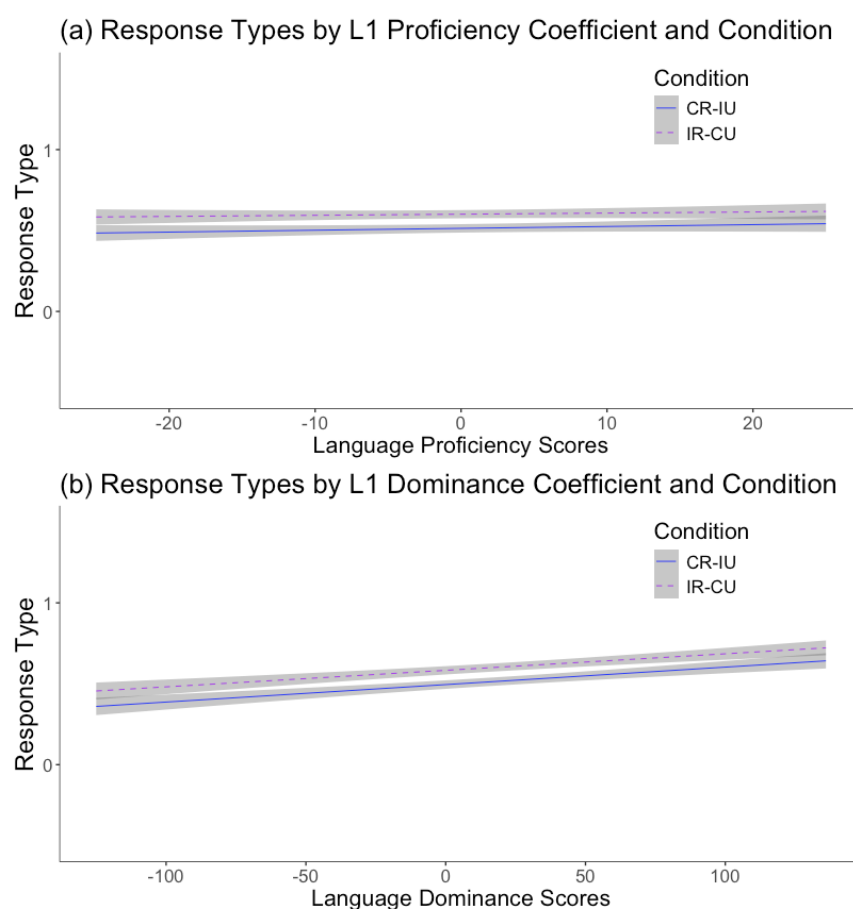 (a) Response Types by L1 Proficiency Coefficient and Condition
Condition
CR-IU
IR-CU
Response Type
1
0
-20 -10 0 10 20
Language Proficiency Scores
(b) Response Types by L1 Dominance Coefficient and Condition
Condition
CR-IU
IR-CU
Response Type
1
0
-100 -50 0 50 100
Language Dominance Scores